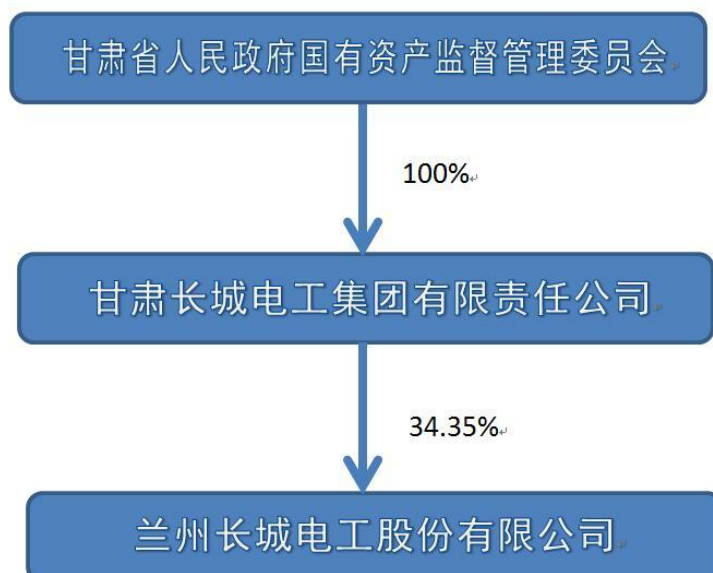 甘肃省人民政府国有资产监督管理委员会
100%
甘肃长城电工集团有限责任公司
34.35%
兰州长城电工股份有限公司